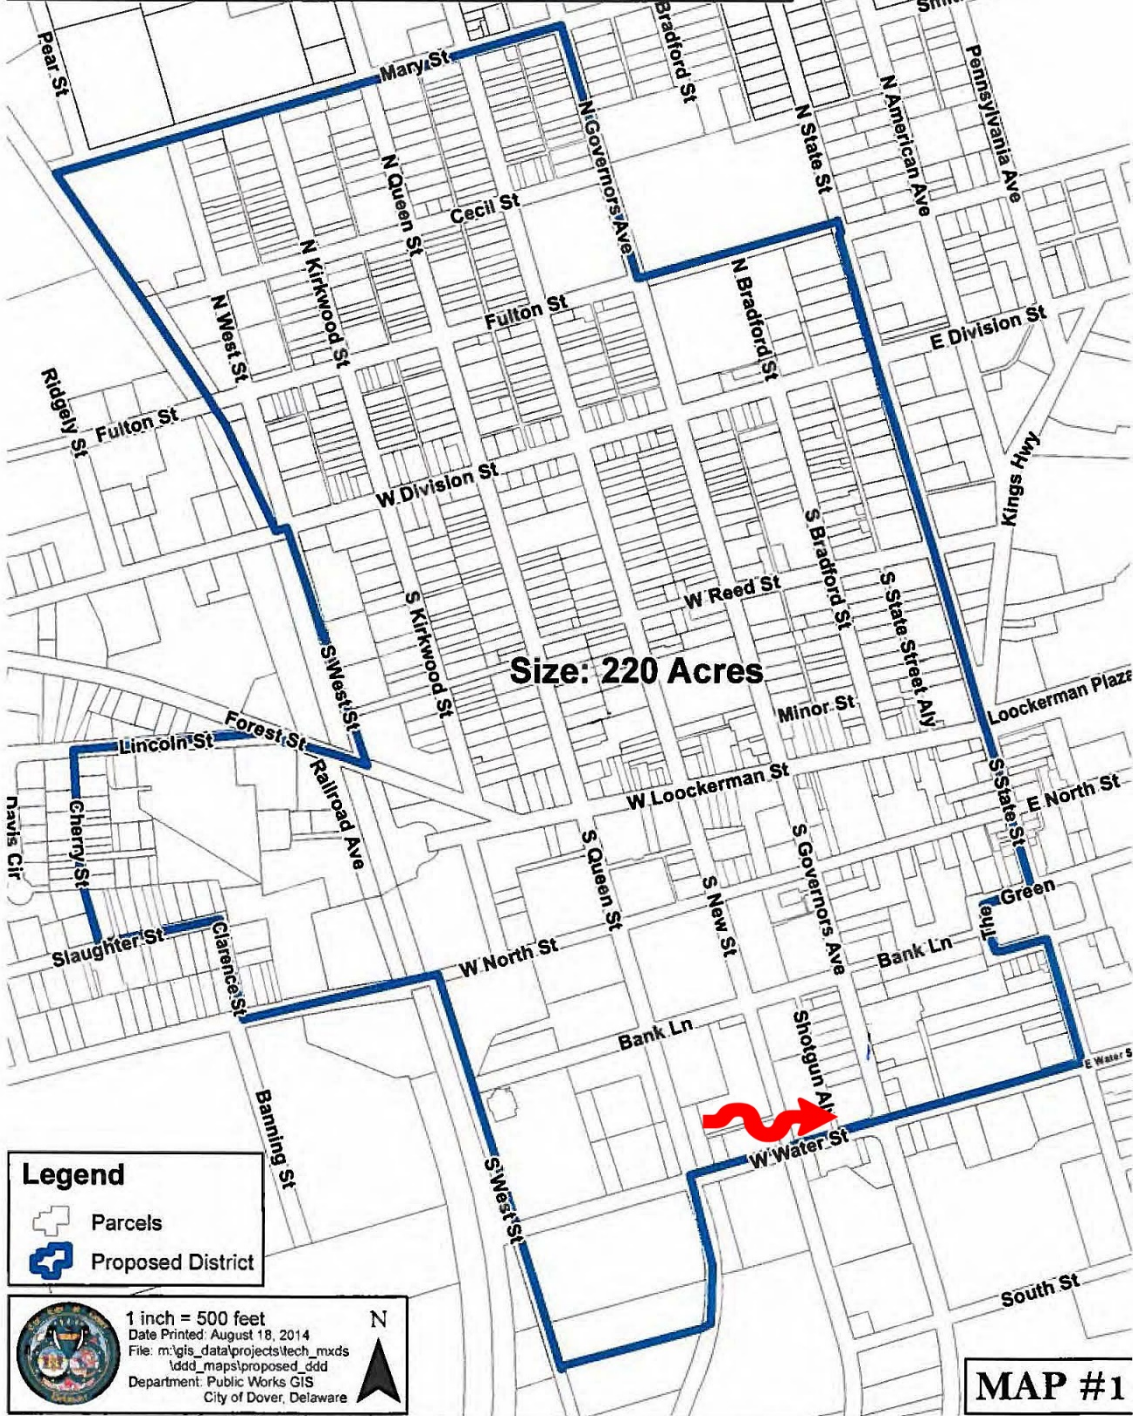 Smith
Pear St
Bradford St
Mary St
Pennsylvania Ave
N American Ave
N State St
N Governors Ave
N Queen St
Cecil St
N Kirkwood St
N Bradford St
N West St
Fulton St
E Division St
Ridgely St
Fulton St
Kings Hwy
W Division St
S Bradford St
W Reed St
S State Street Aly
S Kirkwood St
S West St
Size: 220 Acres
Minor St
Loockerman Plaza
Forest St
Lincoln St
Railroad Ave
W Loockerman St
S State St
E North St
Davis Cir
Cherry St
S Queen St
S Governors Ave
S New St
The
Green
Slaughter St
Clarence St
W North St
Bank Ln
Bank Ln
Shotgun Aly
E Water S
Banning St
W Water St
S West St
South St
Legend
Parcels
Proposed District
1 inch = 500 feet
N
Date Printed: August 18, 2014
File: m:\gis_data\projects\tech_mxds
\ddd_maps\proposed_ddd
Department: Public Works GIS
City of Dover, Delaware
MAP #1